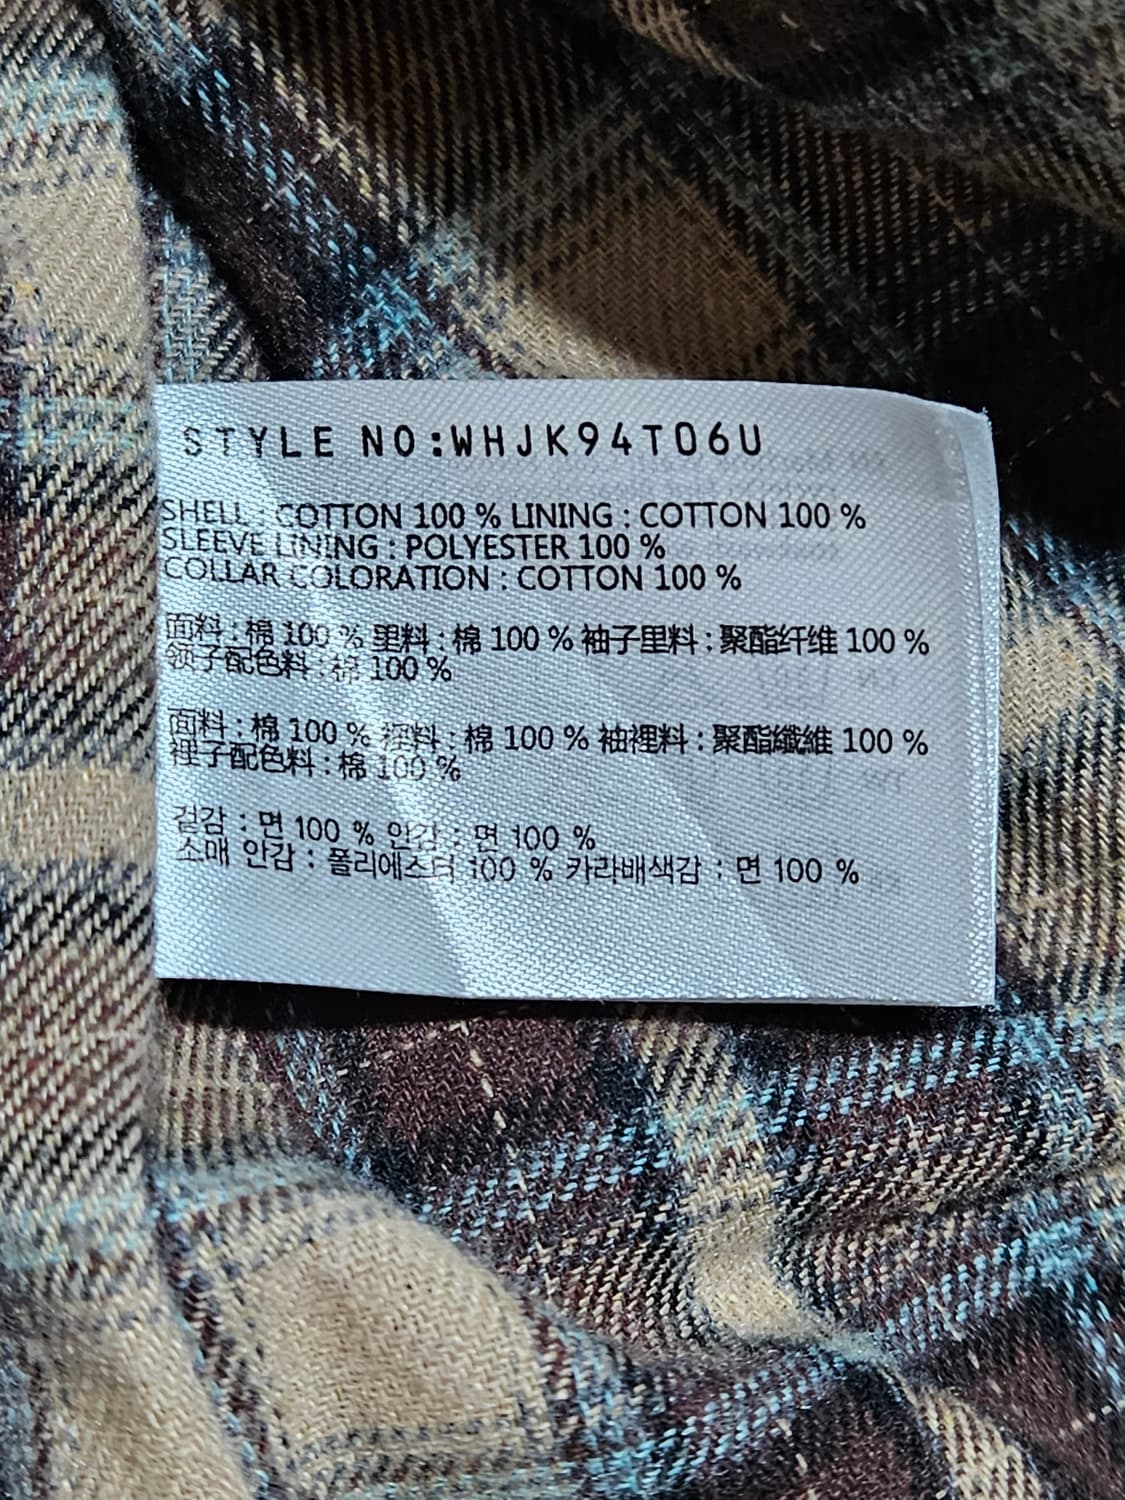 STYLE NO:WHJK94T06U
SHELL : COTTON 100 % LINING : COTTON 100 %
SLEEVE LINING : POLYESTER 100 %
COLLAR COLORATION : COTTON 100 %
面料 : 棉 100 % 里料 : 棉 100 % 袖子里料 : 聚酯纤维 100 %
领子配色料 : 棉 100 %
面料 : 棉 100 % 裡料 : 棉 100 % 袖裡料 : 聚酯纖維 100 %
裡子配色料 : 棉 100 %
겉감 : 면 100 % 안감 : 면 100 %
소매 안감 : 폴리에스터 100 % 카라배색감 : 면 100 %